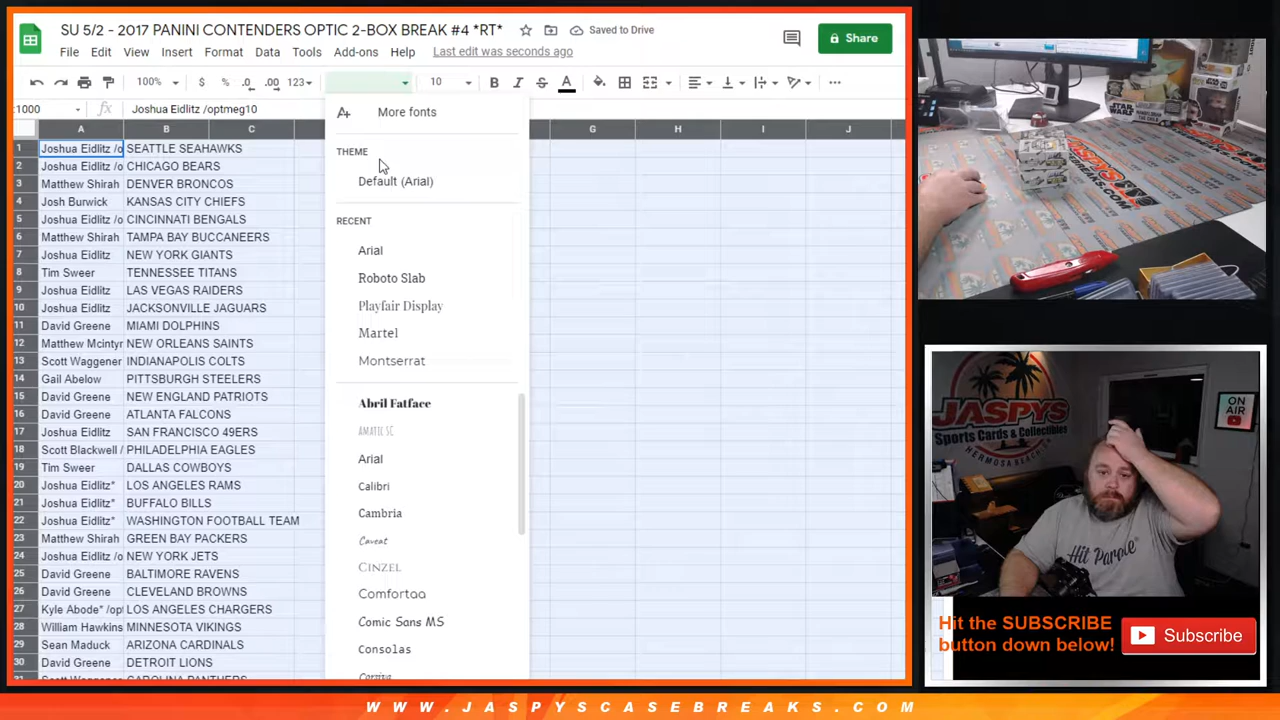 SU 5/2 - 2017 PANINI CONTENDERS OPTIC 2-BOX BREAK #4 *RT*
Saved to Drive
File Edit View Insert Format Data Tools Add-ons Help Last edit was seconds ago
Share
100% $ % .0 .00 123 10 B I S A
:1000 fx Joshua Eidlitz /optmeg10
A B C G H I J
1 Joshua Eidlitz /o SEATTLE SEAHAWKS
2 Joshua Eidlitz /o CHICAGO BEARS
3 Matthew Shirah DENVER BRONCOS
4 Josh Burwick KANSAS CITY CHIEFS
5 Joshua Eidlitz /o CINCINNATI BENGALS
6 Matthew Shirah TAMPA BAY BUCCANEERS
7 Joshua Eidlitz NEW YORK GIANTS
8 Tim Sweer TENNESSEE TITANS
9 Joshua Eidlitz LAS VEGAS RAIDERS
10 Joshua Eidlitz JACKSONVILLE JAGUARS
11 David Greene MIAMI DOLPHINS
12 Matthew Mcintyr NEW ORLEANS SAINTS
13 Scott Waggener INDIANAPOLIS COLTS
14 Gail Abelow PITTSBURGH STEELERS
15 David Greene NEW ENGLAND PATRIOTS
16 David Greene ATLANTA FALCONS
17 Joshua Eidlitz SAN FRANCISCO 49ERS
18 Scott Blackwell / PHILADELPHIA EAGLES
19 Tim Sweer DALLAS COWBOYS
20 Joshua Eidlitz* LOS ANGELES RAMS
21 Joshua Eidlitz* BUFFALO BILLS
22 Joshua Eidlitz* WASHINGTON FOOTBALL TEAM
23 Matthew Shirah GREEN BAY PACKERS
24 Joshua Eidlitz /o NEW YORK JETS
25 David Greene BALTIMORE RAVENS
26 David Greene CLEVELAND BROWNS
27 Kyle Abode* /opt LOS ANGELES CHARGERS
28 William Hawkins MINNESOTA VIKINGS
29 Sean Maduck ARIZONA CARDINALS
30 David Greene DETROIT LIONS
Scott Waggener CAROLINA PANTHERS
More fonts
THEME
Default (Arial)
RECENT
Arial
Roboto Slab
Playfair Display
Martel
Montserrat
Abril Fatface
AMATIC SC
Arial
Calibri
Cambria
Caveat
CINZEL
Comfortaa
Comic Sans MS
Consolas
STAR WARS
STAR WARS
JASPYS
Sports Cards & Collectibles
HERMOSA BEACH
ON AIR
Hit Parade
Hit the SUBSCRIBE
button down below!
Subscribe
WWW.JASPYSCASEBREAKS.COM